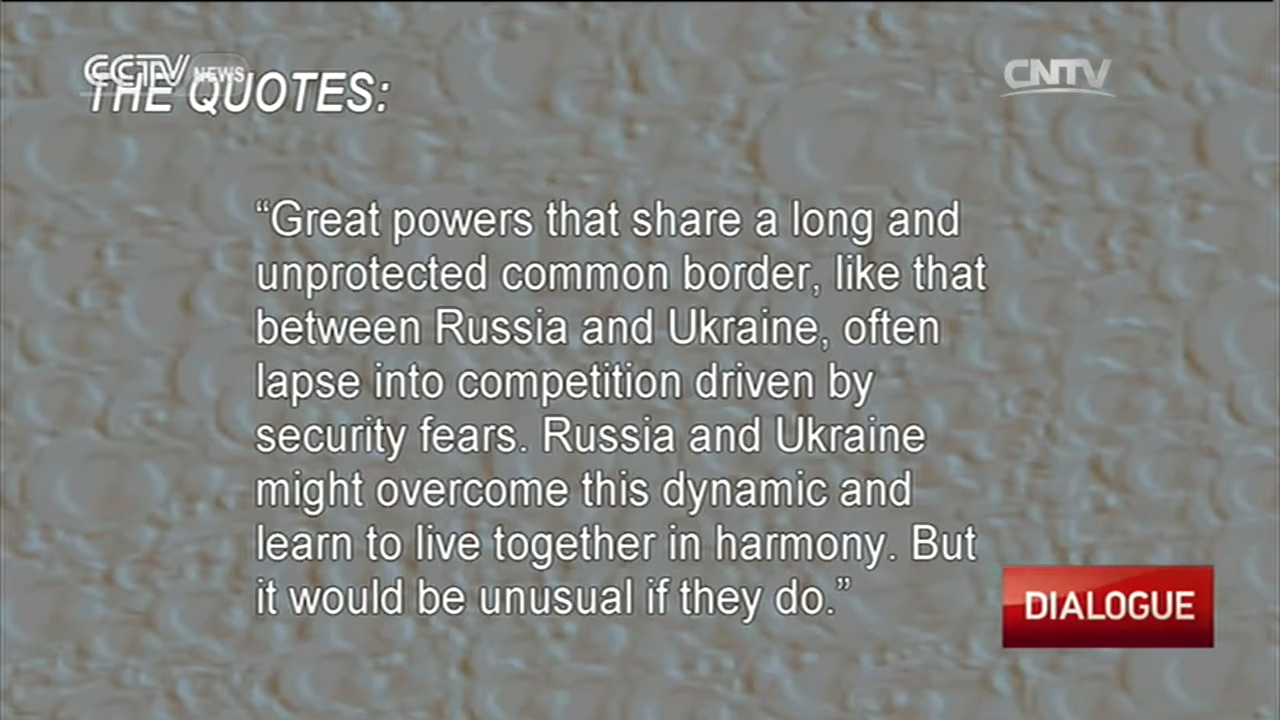 CCTV NEWS
CNTV
THE QUOTES:
“Great powers that share a long and
unprotected common border, like that
between Russia and Ukraine, often
lapse into competition driven by
security fears. Russia and Ukraine
might overcome this dynamic and
learn to live together in harmony. But
it would be unusual if they do.”
DIALOGUE